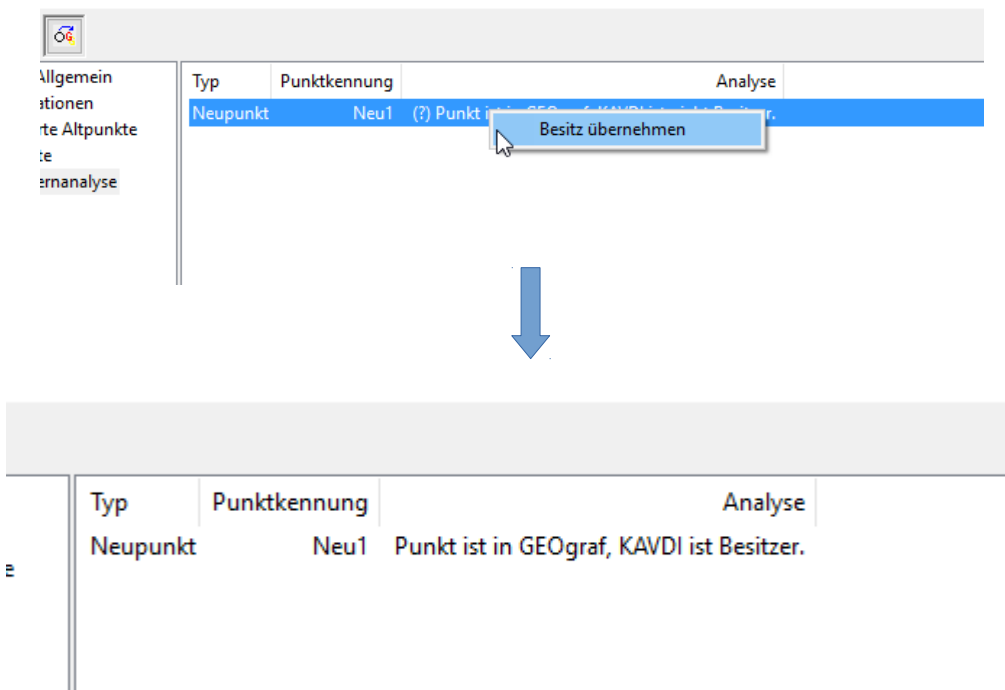 Allgemein
ationen
rte Altpunkte
te
ernanalyse
Typ Punktkennung Analyse
Neupunkt Neu1 (?) Punkt r.
Besitz übernehmen
Typ Punktkennung Analyse
Neupunkt Neu1 Punkt ist in GEOgraf, KAVDI ist Besitzer.
e